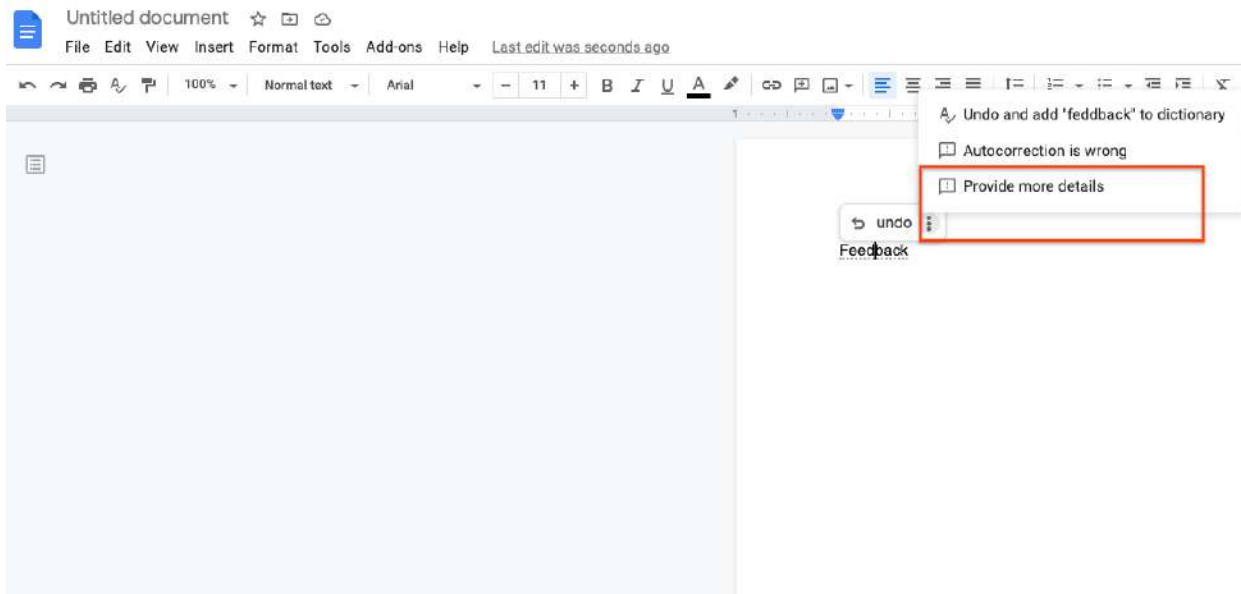 Untitled document
File Edit View Insert Format Tools Add-ons Help Last edit was seconds ago
100% Normal text Arial - 11 + B I U A
1
Undo and add "feddback" to dictionary
Autocorrection is wrong
Provide more details
undo
Feedback